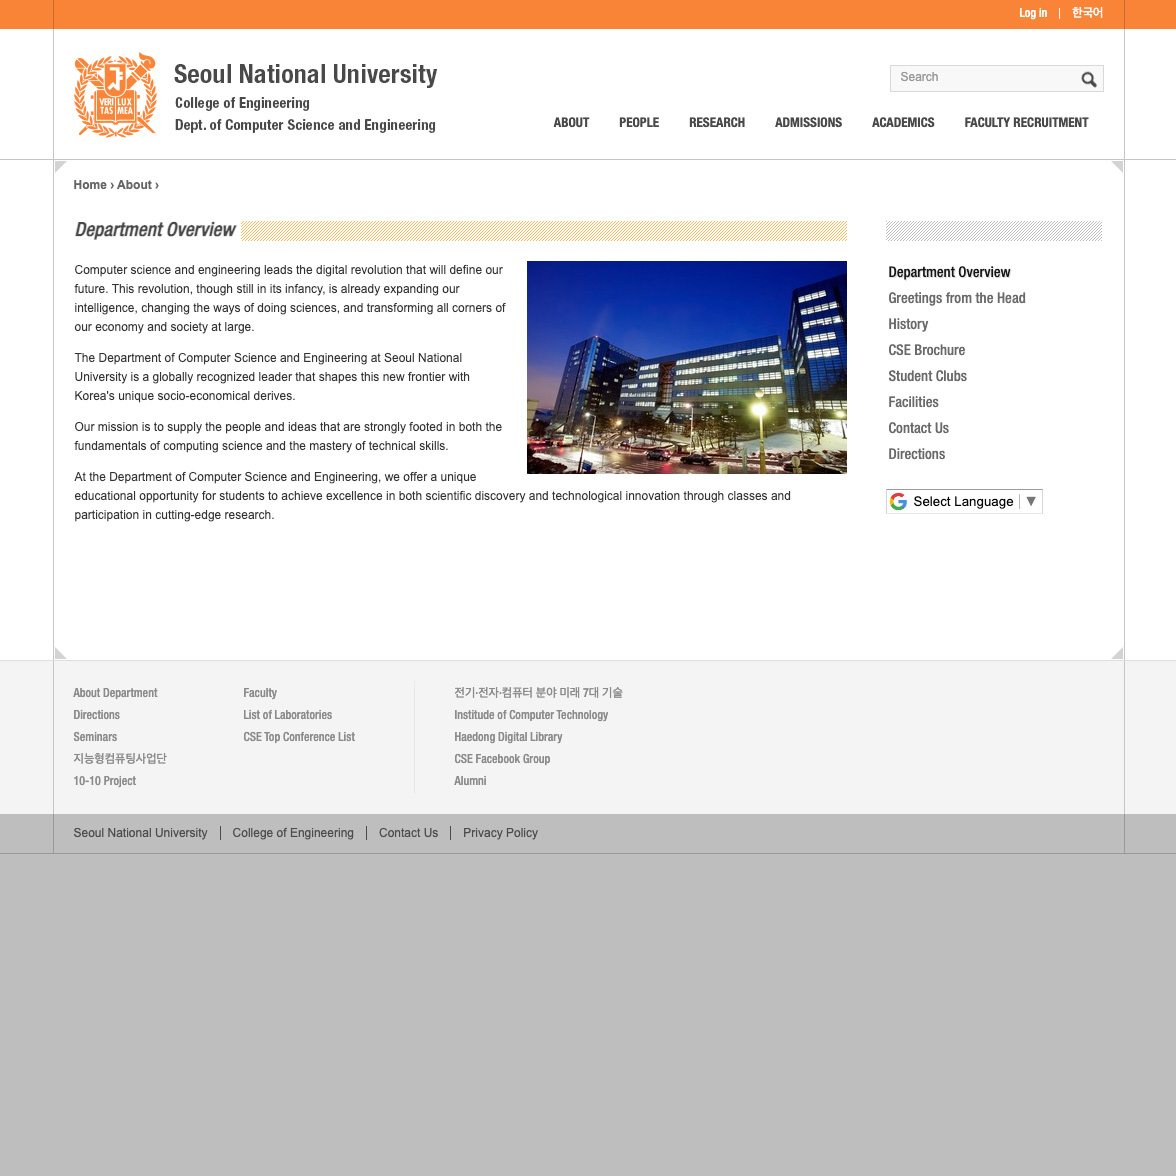 Log in
한국어
VERI LUX
TAS MEA
Seoul National University
College of Engineering
Dept. of Computer Science and Engineering
Search
ABOUT PEOPLE RESEARCH ADMISSIONS ACADEMICS FACULTY RECRUITMENT
Home › About ›
Department Overview
Computer science and engineering leads the digital revolution that will define our
future. This revolution, though still in its infancy, is already expanding our
intelligence, changing the ways of doing sciences, and transforming all corners of
our economy and society at large.
The Department of Computer Science and Engineering at Seoul National
University is a globally recognized leader that shapes this new frontier with
Korea's unique socio-economical derives.
Our mission is to supply the people and ideas that are strongly footed in both the
fundamentals of computing science and the mastery of technical skills.
At the Department of Computer Science and Engineering, we offer a unique
educational opportunity for students to achieve excellence in both scientific discovery and technological innovation through classes and
participation in cutting-edge research.
Department Overview
Greetings from the Head
History
CSE Brochure
Student Clubs
Facilities
Contact Us
Directions
Select Language ▼
About Department
Directions
Seminars
지능형컴퓨팅사업단
10-10 Project
Faculty
List of Laboratories
CSE Top Conference List
전기·전자·컴퓨터 분야 미래 7대 기술
Institude of Computer Technology
Haedong Digital Library
CSE Facebook Group
Alumni
Seoul National University | College of Engineering | Contact Us | Privacy Policy